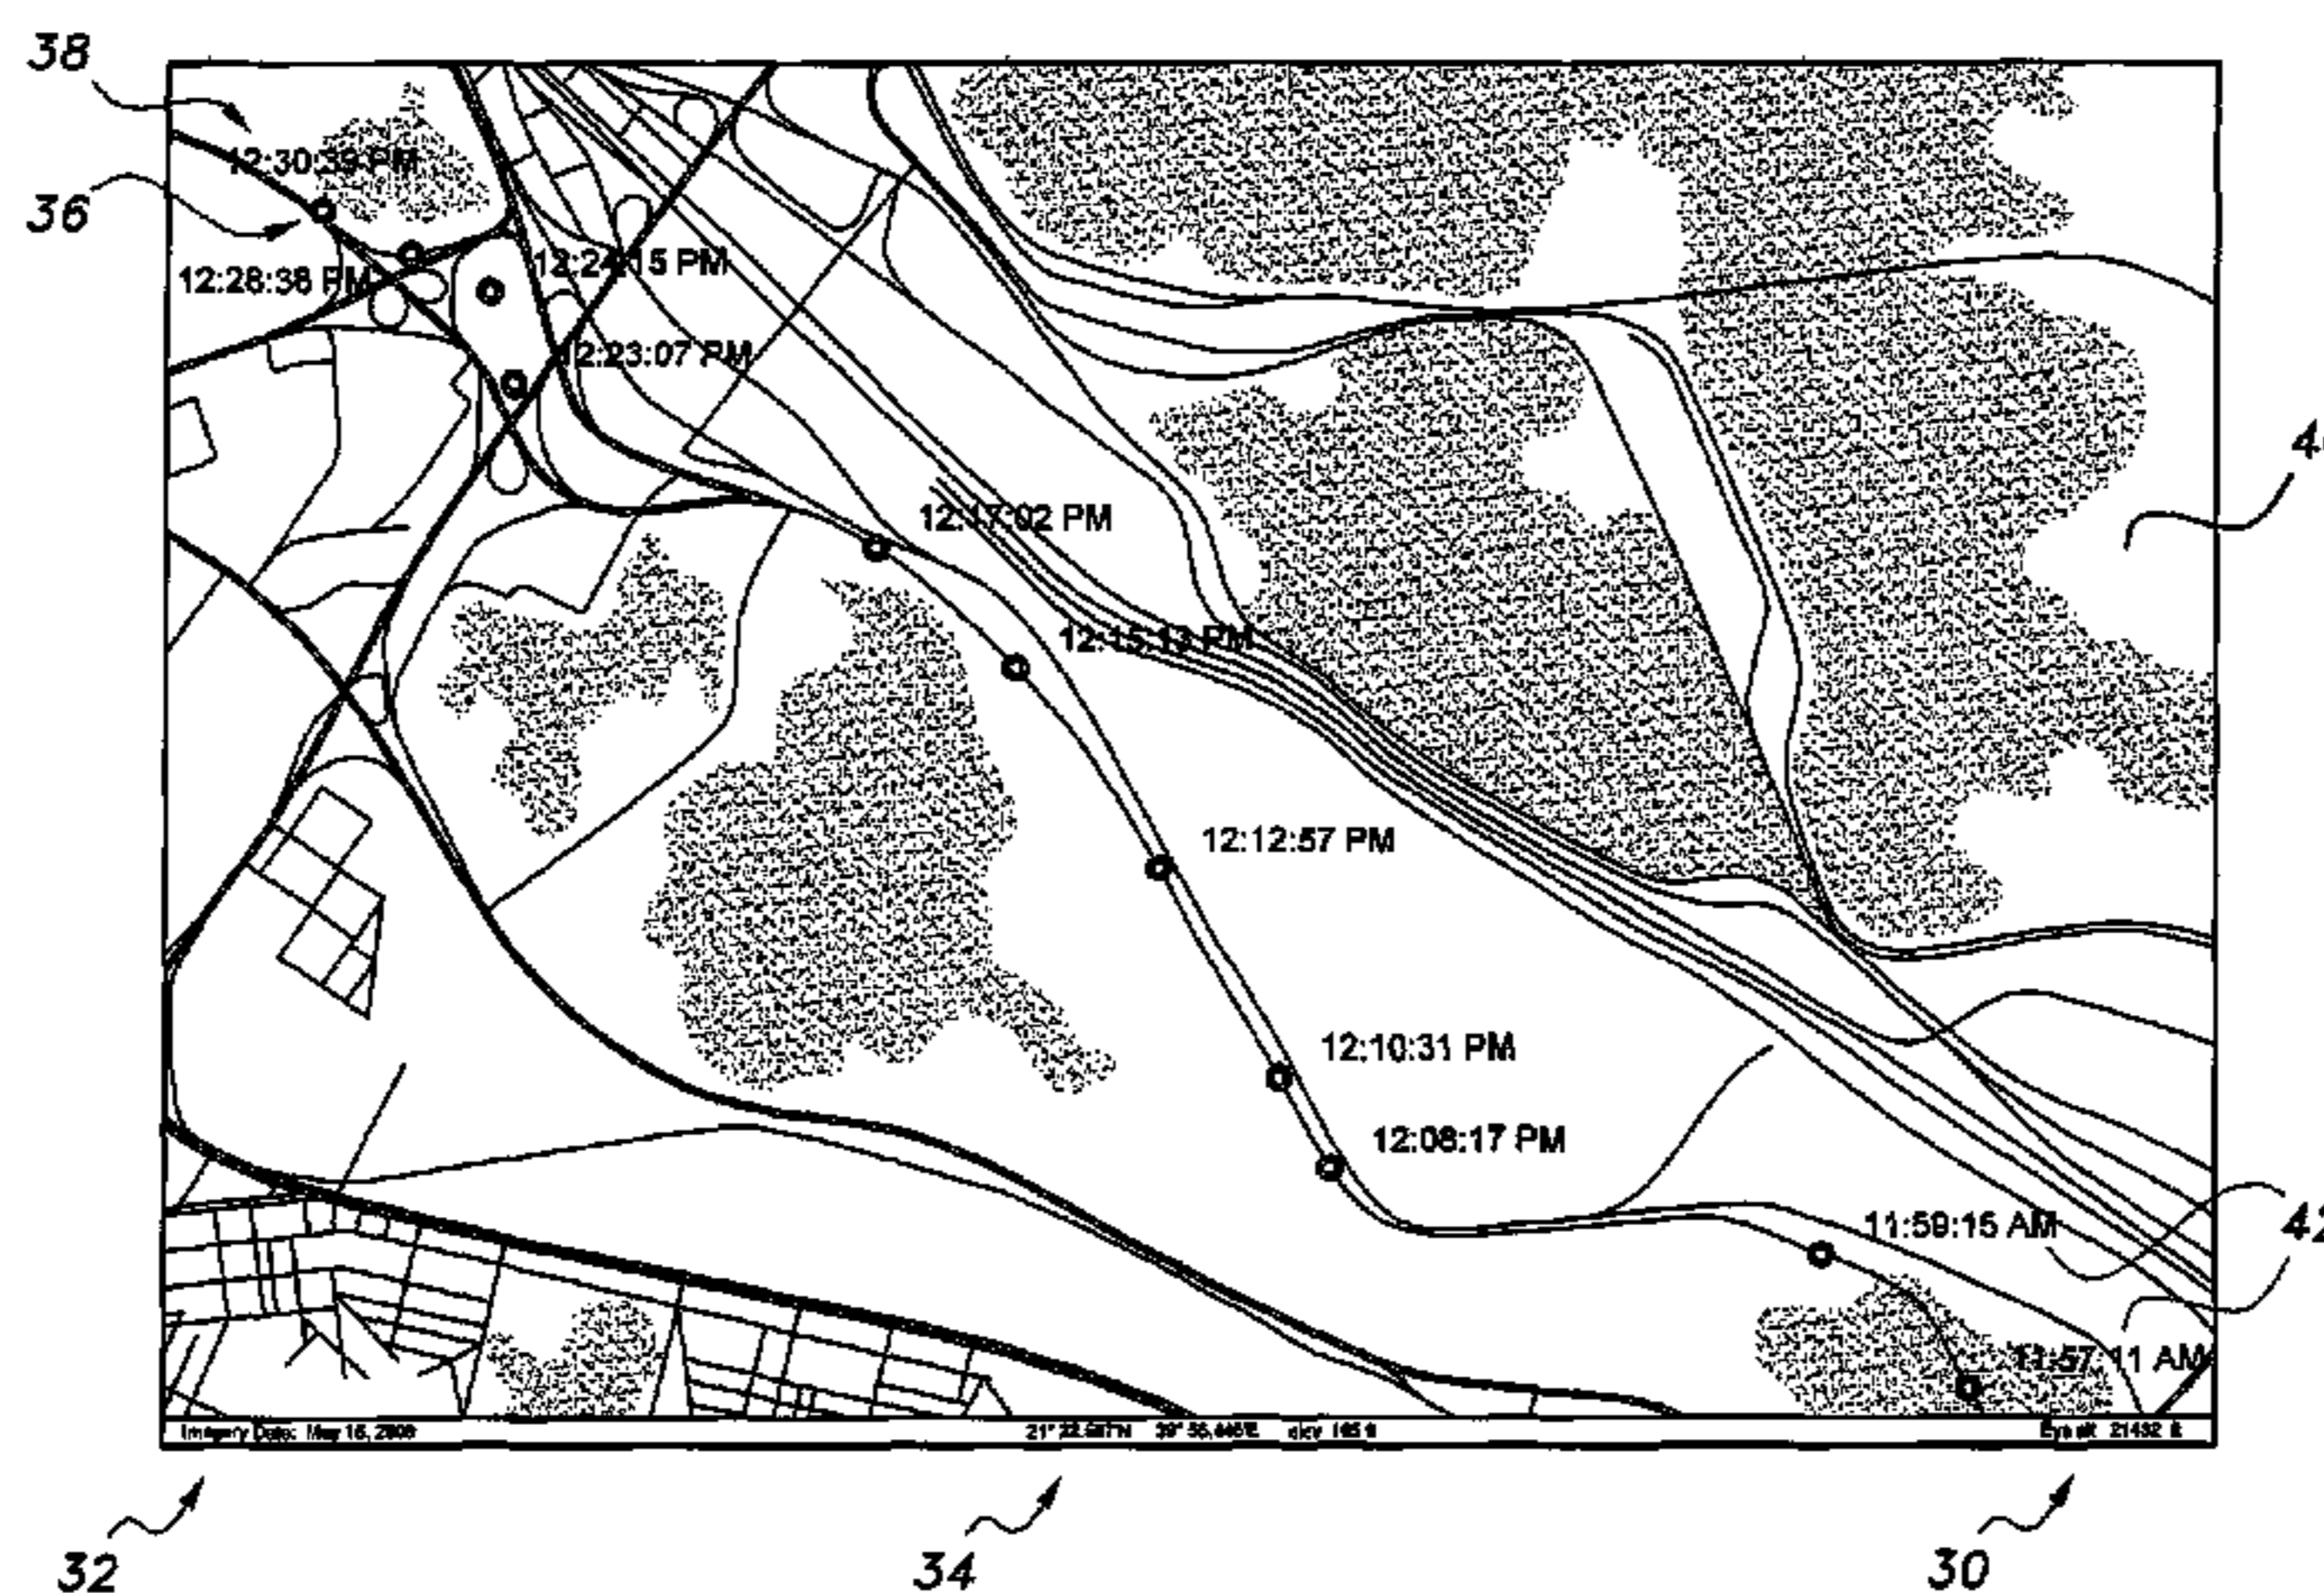 38
12:30:39 PM
36
12:28:38 PM
12:24:15 PM
12:23:07 PM
12:17:02 PM
12:15:13 PM
12:12:57 PM
12:10:31 PM
12:08:17 PM
11:59:15 AM
42
11:57:11 AM
Imagery Date: May 15,
Eye alt 21432 ft
32
34
30